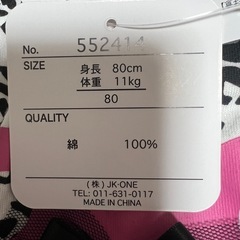 No. 552414
SIZE 身長 80cm
体重 11kg
80
QUALITY
綿 100%
(株) JK·ONE
TEL: 011-631-0117
MADE IN CHINA